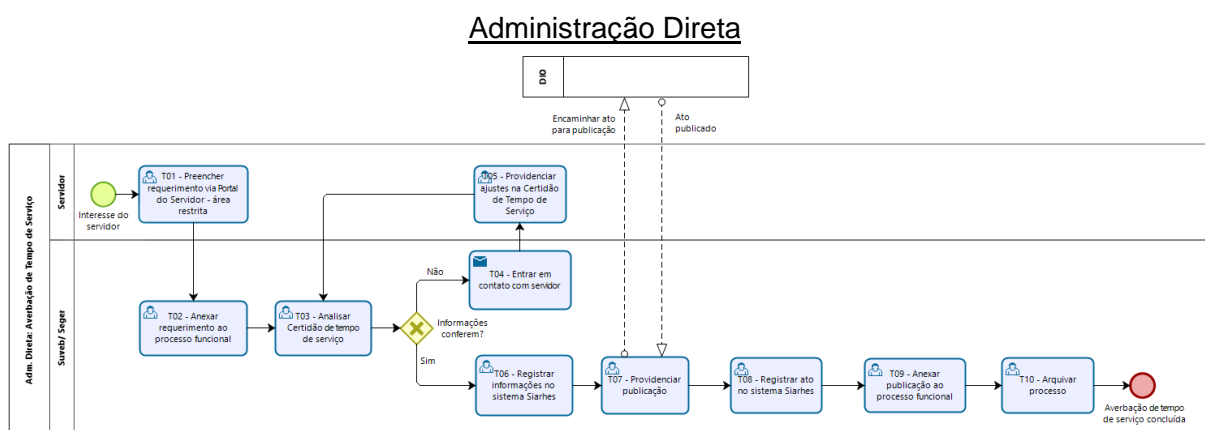 Administração Direta
DIO
Encaminhar ato
para publicação
Ato
publicado
Adm. Direta: Averbação de Tempo de Serviço
Servidor
Sureb/ Seger
Interesse do
servidor
T01 - Preencher
requerimento via Portal
do Servidor - área
restrita
T05 - Providenciar
ajustes na Certidão
de Tempo de
Serviço
T02 - Anexar
requerimento ao
processo funcional
T03 - Analisar
Certidão de tempo
de serviço
Não
T04 - Entrar em
contato com servidor
Informações
conferem?
Sim
T06 - Registrar
informações no
sistema Siarhes
T07 - Providenciar
publicação
T08 - Registrar ato
no sistema Siarhes
T09 - Anexar
publicação ao
processo funcional
T10 - Arquivar
processo
Averbação de tempo
de serviço concluída